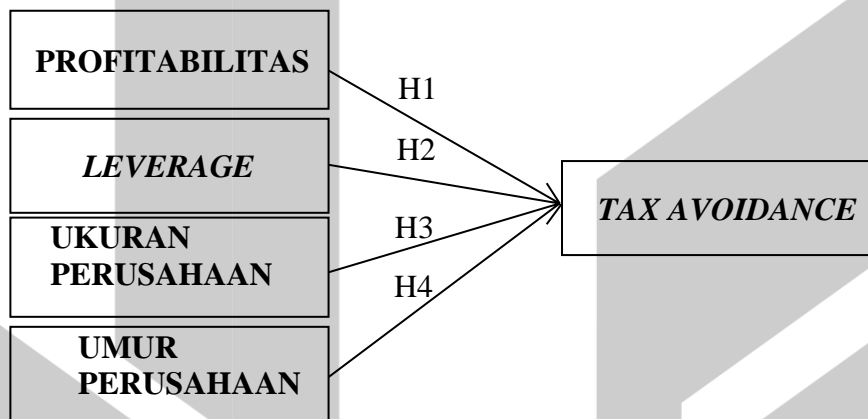 PROFITABILITAS
H1
LEVERAGE
H2
TAX AVOIDANCE
UKURAN
PERUSAHAAN
H3
H4
UMUR
PERUSAHAAN